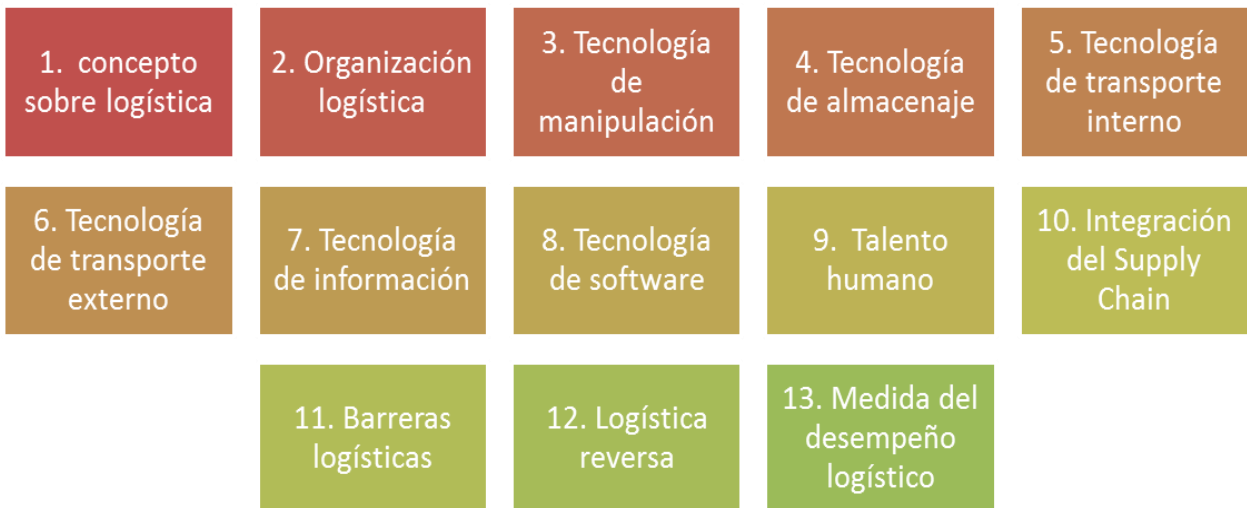 1. concepto
sobre logística
2. Organización
logística
3. Tecnología
de
manipulación
4. Tecnología
de almacenaje
5. Tecnología
de transporte
interno
6. Tecnología
de transporte
externo
7. Tecnología
de información
8. Tecnología
de software
9. Talento
humano
10. Integración
del Supply
Chain
11. Barreras
logísticas
12. Logística
reversa
13. Medida del
desempeño
logístico